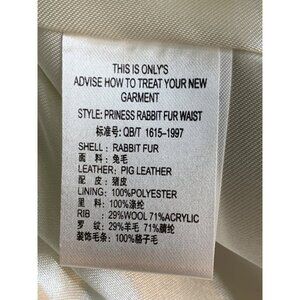 THIS IS ONLY'S
ADVISE HOW TO TREAT YOUR NEW
GARMENT
STYLE: PRINESS RABBIT FUR WAIST
标准号: QB/T 1615-1997
SHELL : RABBIT FUR
面 料 : 兔毛
LEATHER: PIG LEATHER
配 皮 : 猪皮
LINING: 100%POLYESTER
里 料 : 100%涤纶
RIB : 29%WOOL 71%ACRYLIC
罗 纹 : 29%羊毛 71%腈纶
装饰毛条: 100%貉子毛